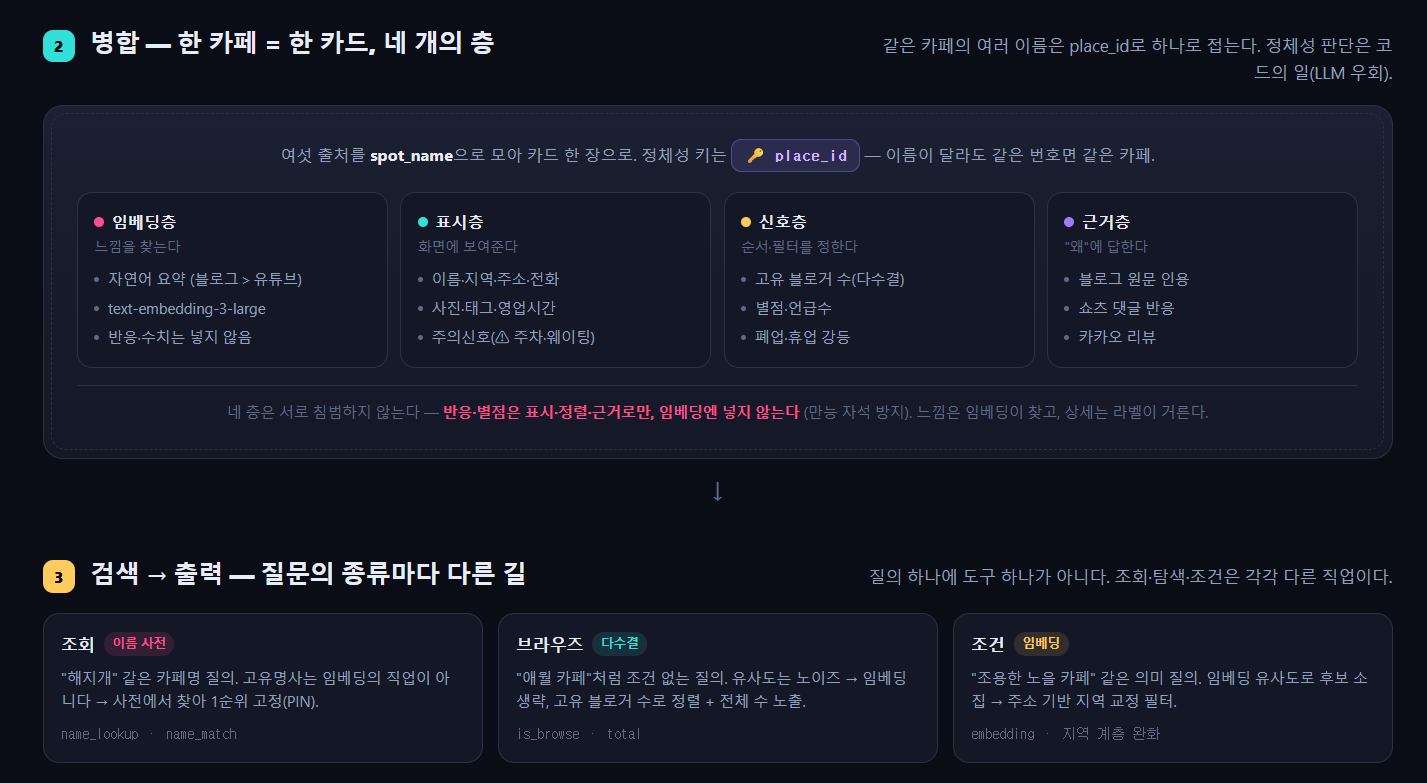 2
병합 — 한 카페 = 한 카드, 네 개의 층
같은 카페의 여러 이름은 place_id로 하나로 접는다. 정체성 판단은 코
드의 일(LLM 우회).
여섯 출처를 spot_name으로 모아 카드 한 장으로. 정체성 키는 🔑 place_id — 이름이 달라도 같은 번호면 같은 카페.
임베딩층
느낌을 찾는다
• 자연어 요약 (블로그 > 유튜브)
• text-embedding-3-large
• 반응·수치는 넣지 않음
표시층
화면에 보여준다
• 이름·지역·주소·전화
• 사진·태그·영업시간
• 주의신호(⚠ 주차·웨이팅)
신호층
순서·필터를 정한다
• 고유 블로거 수(다수결)
• 별점·언급수
• 폐업·휴업 강등
근거층
"왜"에 답한다
• 블로그 원문 인용
• 쇼츠 댓글 반응
• 카카오 리뷰
네 층은 서로 침범하지 않는다 — 반응·별점은 표시·정렬·근거로만, 임베딩엔 넣지 않는다 (만능 자석 방지). 느낌은 임베딩이 찾고, 상세는 라벨이 거른다.
↓
3
검색 → 출력 — 질문의 종류마다 다른 길
질의 하나에 도구 하나가 아니다. 조회·탐색·조건은 각각 다른 직업이다.
조회 이름 사전
"해지개" 같은 카페명 질의. 고유명사는 임베딩의 직업이 아
니다 → 사전에서 찾아 1순위 고정(PIN).
name_lookup · name_match
브라우즈 다수결
"애월 카페"처럼 조건 없는 질의. 유사도는 노이즈 → 임베딩
생략, 고유 블로거 수로 정렬 + 전체 수 노출.
is_browse · total
조건 임베딩
"조용한 노을 카페" 같은 의미 질의. 임베딩 유사도로 후보 소
집 → 주소 기반 지역 교정 필터.
embedding · 지역 계층 완화